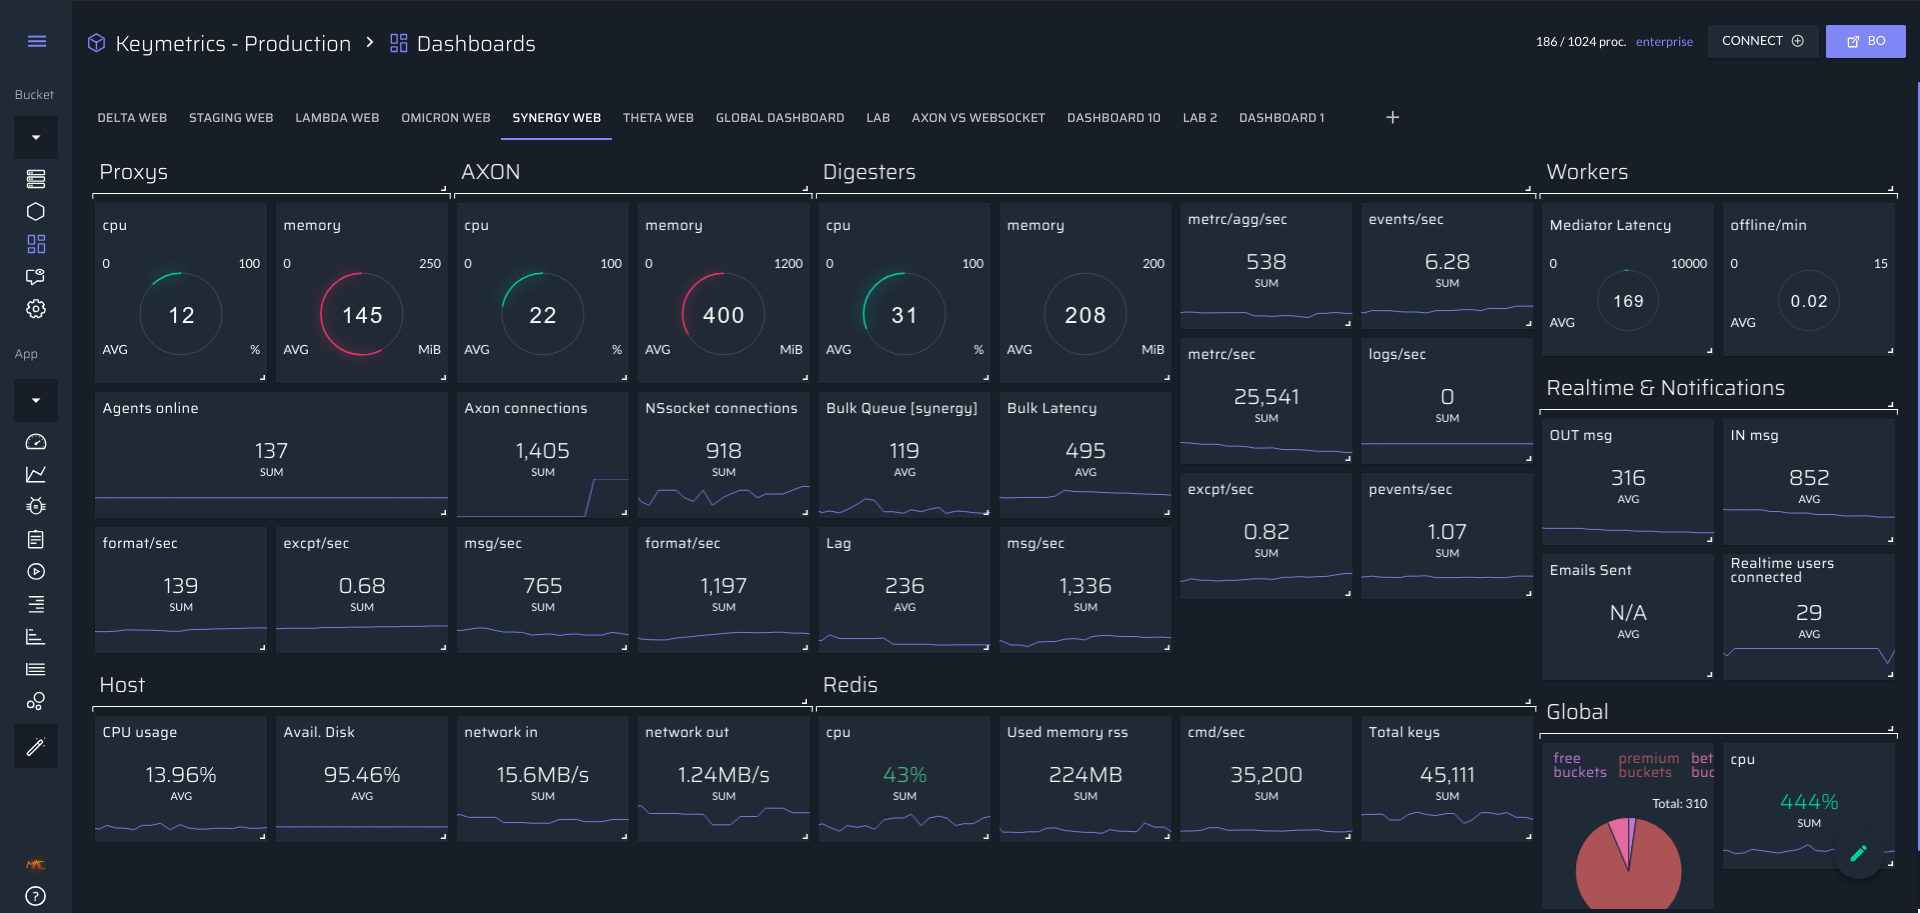 Keymetrics - Production > Dashboards
186 / 1024 proc. enterprise CONNECT BO
Bucket
App
DELTA WEB STAGING WEB LAMBDA WEB OMICRON WEB SYNERGY WEB THETA WEB GLOBAL DASHBOARD LAB AXON VS WEBSOCKET DASHBOARD 10 LAB 2 DASHBOARD 1 +
Proxys
cpu
0 100
12
AVG %
memory
0 250
145
AVG MiB
Agents online
137
SUM
format/sec
139
SUM
excpt/sec
0.68
SUM
AXON
cpu
0 100
22
AVG %
memory
0 1200
400
AVG MiB
Axon connections
1,405
SUM
NSsocket connections
918
SUM
msg/sec
765
SUM
format/sec
1,197
SUM
Digesters
cpu
0 100
31
AVG %
memory
200
208
AVG MiB
metrc/agg/sec
538
SUM
events/sec
6.28
SUM
metrc/sec
25,541
SUM
logs/sec
0
SUM
Bulk Queue [synergy]
119
AVG
Bulk Latency
495
AVG
excpt/sec
0.82
SUM
pevents/sec
1.07
SUM
Lag
236
AVG
msg/sec
1,336
SUM
Workers
Mediator Latency
0 10000
169
AVG
offline/min
0 15
0.02
AVG
Realtime & Notifications
OUT msg
316
AVG
IN msg
852
AVG
Emails Sent
N/A
AVG
Realtime users
connected
29
AVG
Host
CPU usage
13.96%
AVG
Avail. Disk
95.46%
AVG
network in
15.6MB/s
SUM
network out
1.24MB/s
SUM
Redis
cpu
43%
SUM
Used memory rss
224MB
SUM
cmd/sec
35,200
SUM
Total keys
45,111
SUM
Global
free premium bet
buckets buckets buc
Total: 310
cpu
444%
SUM
?